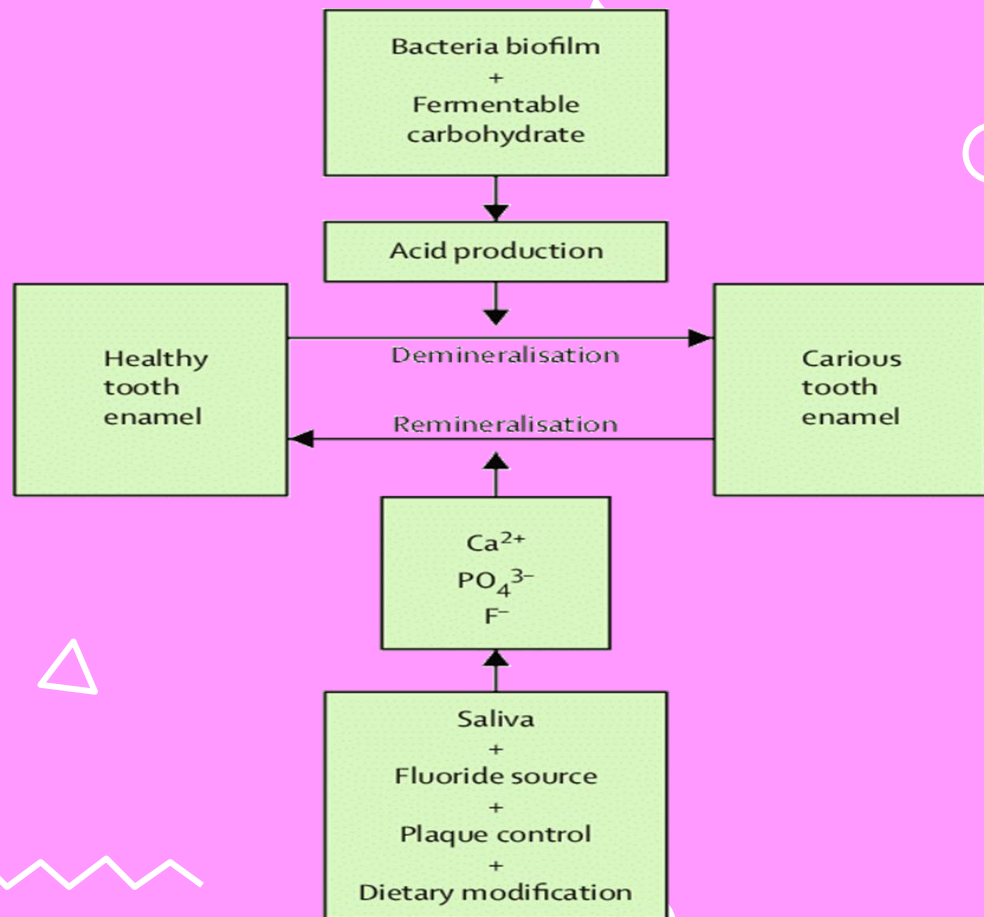 Bacteria biofilm
+
Fermentable
carbohydrate
Acid production
Healthy
tooth
enamel
Demineralisation
Remineralisation
Carious
tooth
enamel
Ca²⁺
PO₄³⁻
F⁻
Saliva
+
Fluoride source
+
Plaque control
+
Dietary modification